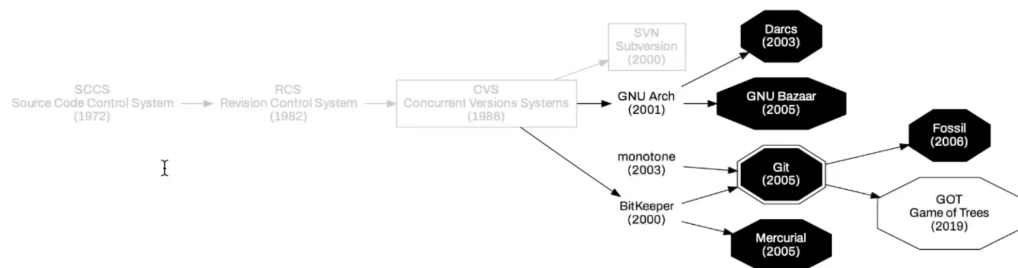 SCCS
Source Code Control System
(1972)
RCS
Revision Control System
(1982)
CVS
Concurrent Versions Systems
(1986)
SVN
Subversion
(2000)
GNU Arch
(2001)
Darcs
(2003)
GNU Bazaar
(2005)
monotone
(2003)
BitKeeper
(2000)
Git
(2005)
Mercurial
(2005)
Fossil
(2006)
GOT
Game of Trees
(2019)